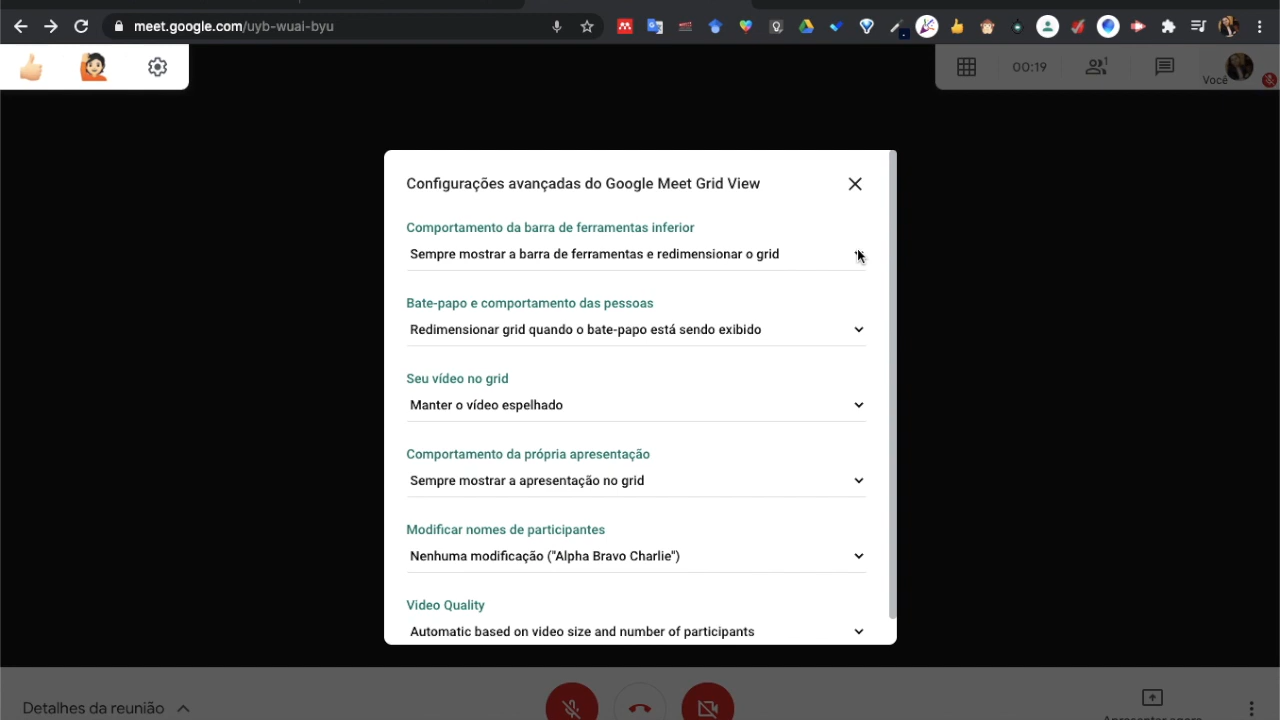 meet.google.com/uyb-wuai-byu
00:19
1
Você
Configurações avançadas do Google Meet Grid View
Comportamento da barra de ferramentas inferior
Sempre mostrar a barra de ferramentas e redimensionar o grid
Bate-papo e comportamento das pessoas
Redimensionar grid quando o bate-papo está sendo exibido
Seu vídeo no grid
Manter o vídeo espelhado
Comportamento da própria apresentação
Sempre mostrar a apresentação no grid
Modificar nomes de participantes
Nenhuma modificação ("Alpha Bravo Charlie")
Video Quality
Automatic based on video size and number of participants
Detalhes da reunião
Apresentar agora